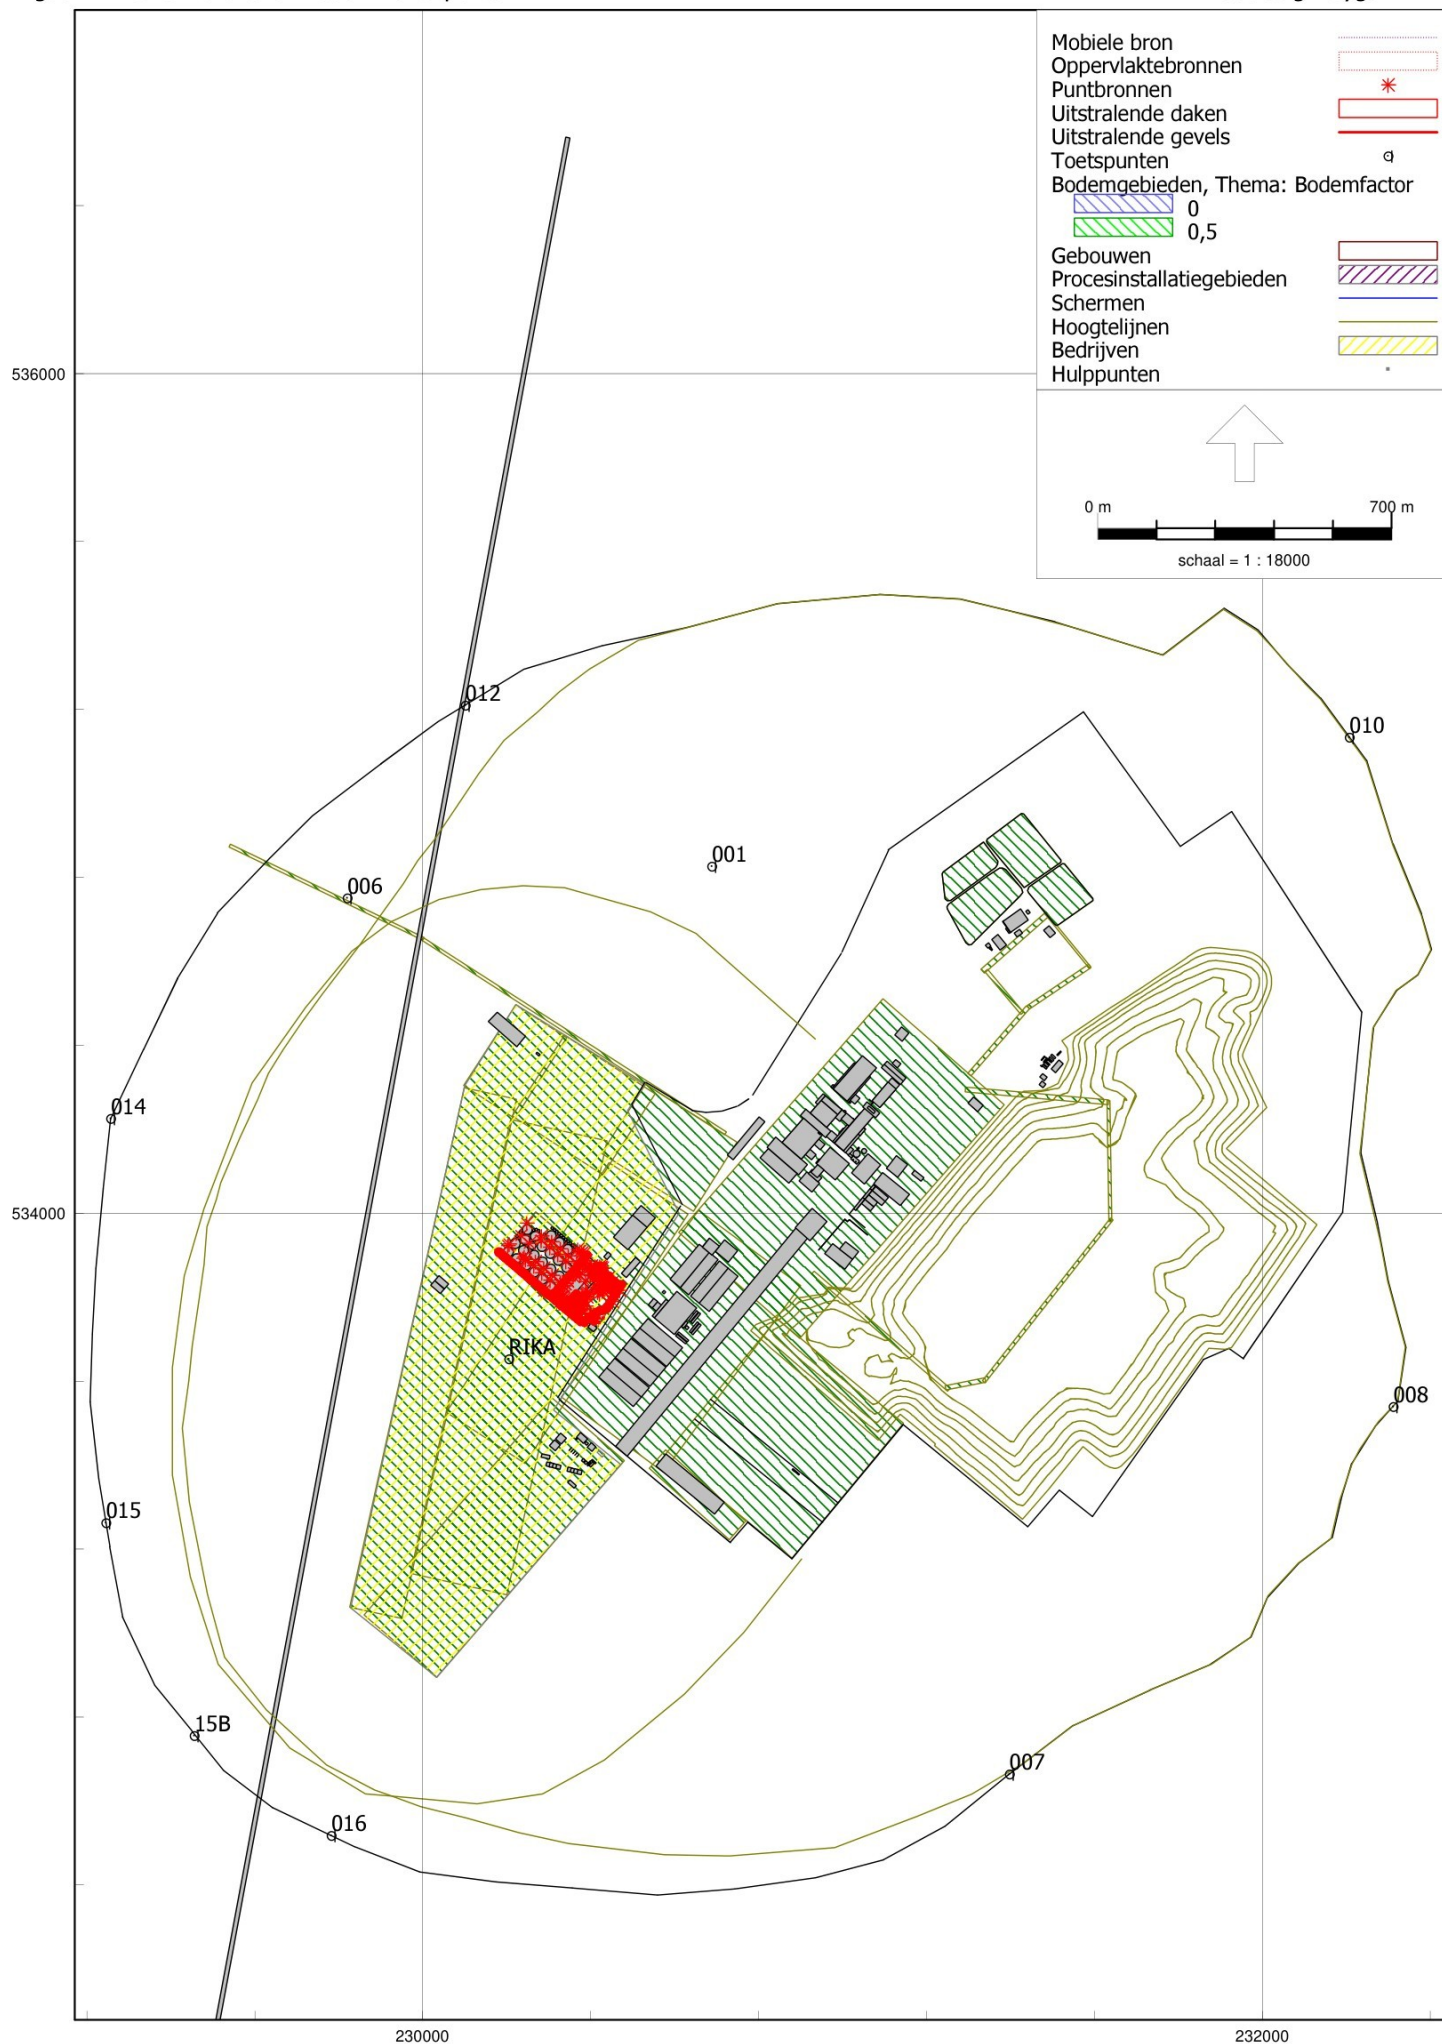 Mobiele bron
Oppervlaktebronnen
Puntbronnen
Uitstralende daken
Uitstralende gevels
Toetspunten
Bodemgebieden, Thema: Bodemfactor
0
0,5
Gebouwen
Procesinstallatiegebieden
Schermen
Hoogtelijnen
Bedrijven
Hulppunten
536000
0 m 700 m
schaal = 1 : 18000
012
010
001
006
014
534000
RIKA
008
015
15B
007
016
230000 232000